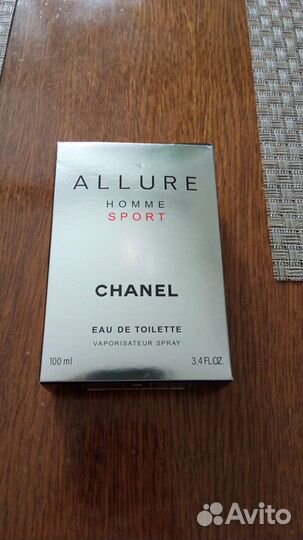 ALLURE
HOMME
SPORT
CHANEL
EAU DE TOILETTE
VAPORISATEUR SPRAY
100 ml 3.4 FL.OZ.
Avito